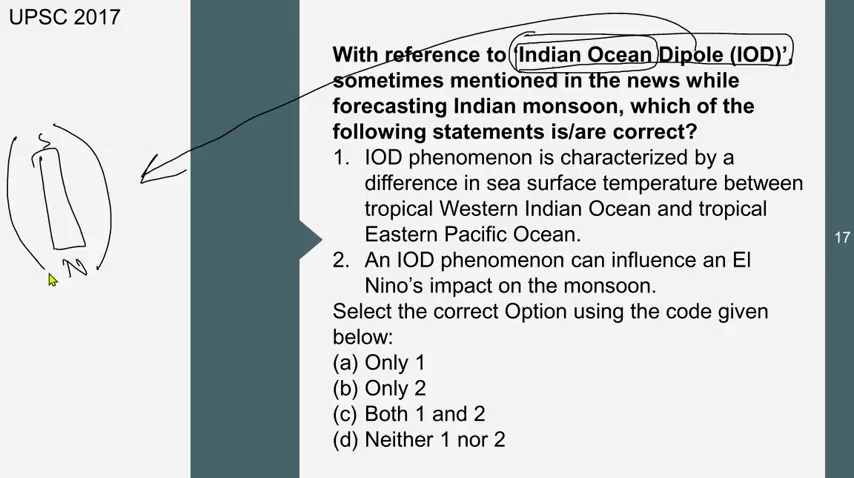 UPSC 2017
With reference to 'Indian Ocean Dipole (IOD)',
sometimes mentioned in the news while
forecasting Indian monsoon, which of the
following statements is/are correct?
1. IOD phenomenon is characterized by a
difference in sea surface temperature between
tropical Western Indian Ocean and tropical
Eastern Pacific Ocean.
2. An IOD phenomenon can influence an El
Nino's impact on the monsoon.
Select the correct Option using the code given
below:
(a) Only 1
(b) Only 2
(c) Both 1 and 2
(d) Neither 1 nor 2
17
S
N